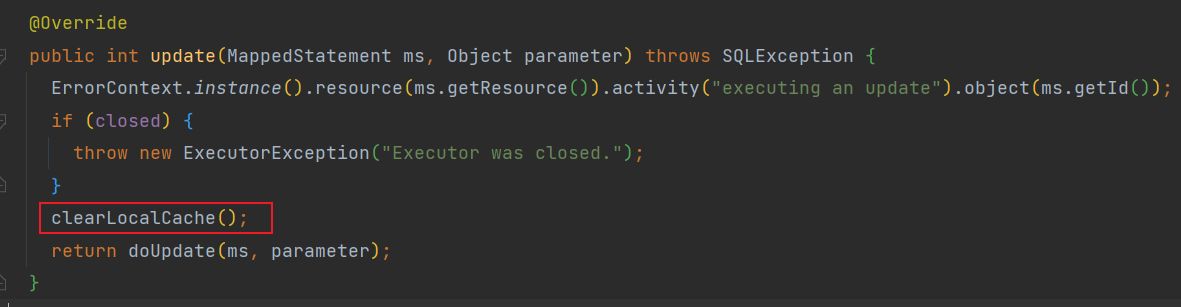 @Override
public int update(MappedStatement ms, Object parameter) throws SQLException {
ErrorContext.instance().resource(ms.getResource()).activity("executing an update").object(ms.getId());
if (closed) {
throw new ExecutorException("Executor was closed.");
}
clearLocalCache();
return doUpdate(ms, parameter);
}